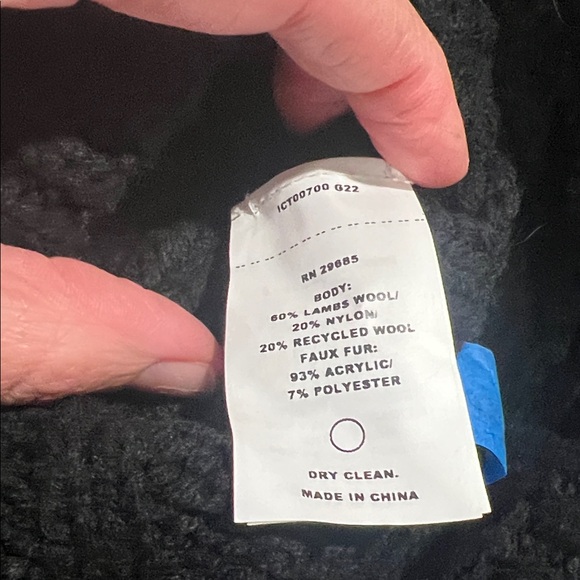 ICT00700 G22
RN 29685
BODY:
60% LAMBS WOOL/
20% NYLON/
20% RECYCLED WOOL
FAUX FUR:
93% ACRYLIC/
7% POLYESTER
DRY CLEAN.
MADE IN CHINA